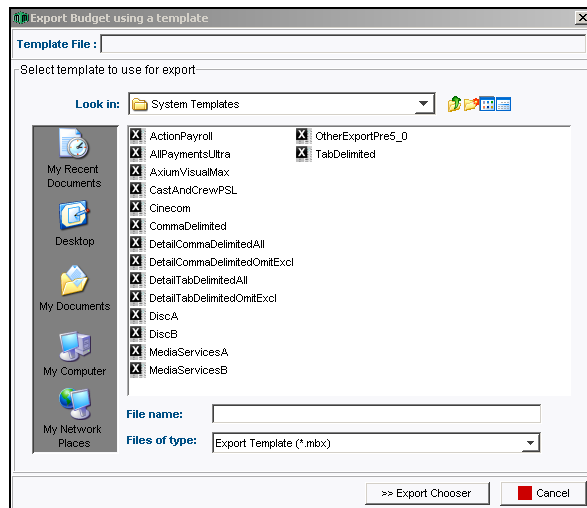 Export Budget using a template
Template File :
Select template to use for export
Look in:
System Templates
My Recent
Documents
Desktop
My Documents
My Computer
My Network
Places
ActionPayroll
AllPaymentsUltra
AxiumVisualMax
CastAndCrewPSL
Cinecom
CommaDelimited
DetailCommaDelimitedAll
DetailCommaDelimitedOmitExcl
DetailTabDelimitedAll
DetailTabDelimitedOmitExcl
DiscA
DiscB
MediaServicesA
MediaServicesB
OtherExportPre5_0
TabDelimited
File name:
Files of type:
Export Template (*.mbx)
>> Export Chooser
Cancel